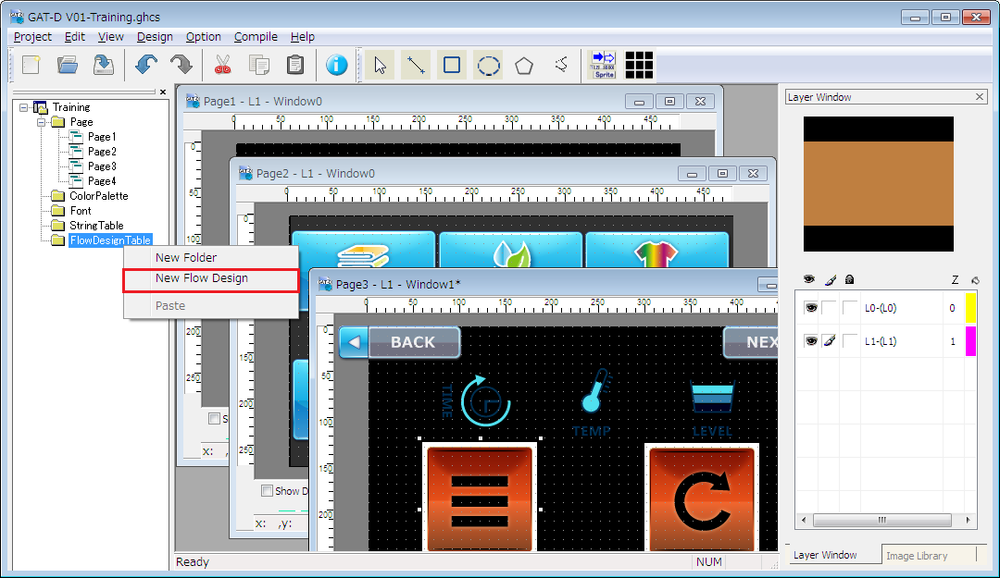 GAT-D V01-Training.ghcs
Project Edit View Design Option Compile Help
Sprite
Training
Page
Page1
Page2
Page3
Page4
ColorPalette
Font
StringTable
FlowDesignTable
New Folder
New Flow Design
Paste
Page1 - L1 - Window0
0 50 100 150 200 250 300 350 400 450
0
50
100
200
250
x: ,
Page2 - L1 - Window0
0 50 100 150 200 250 300 350 400 450
0
150
200
250
Show D
x: ,y:
Page3 - L1 - Window1*
0 50 100 150 200 250 300 350 400
0
50
100
150
200
BACK
NEX
TIME
TEMP
LEVEL
Layer Window
Z
L0-(L0) 0
L1-(L1) 1
Layer Window Image Library
Ready
NUM